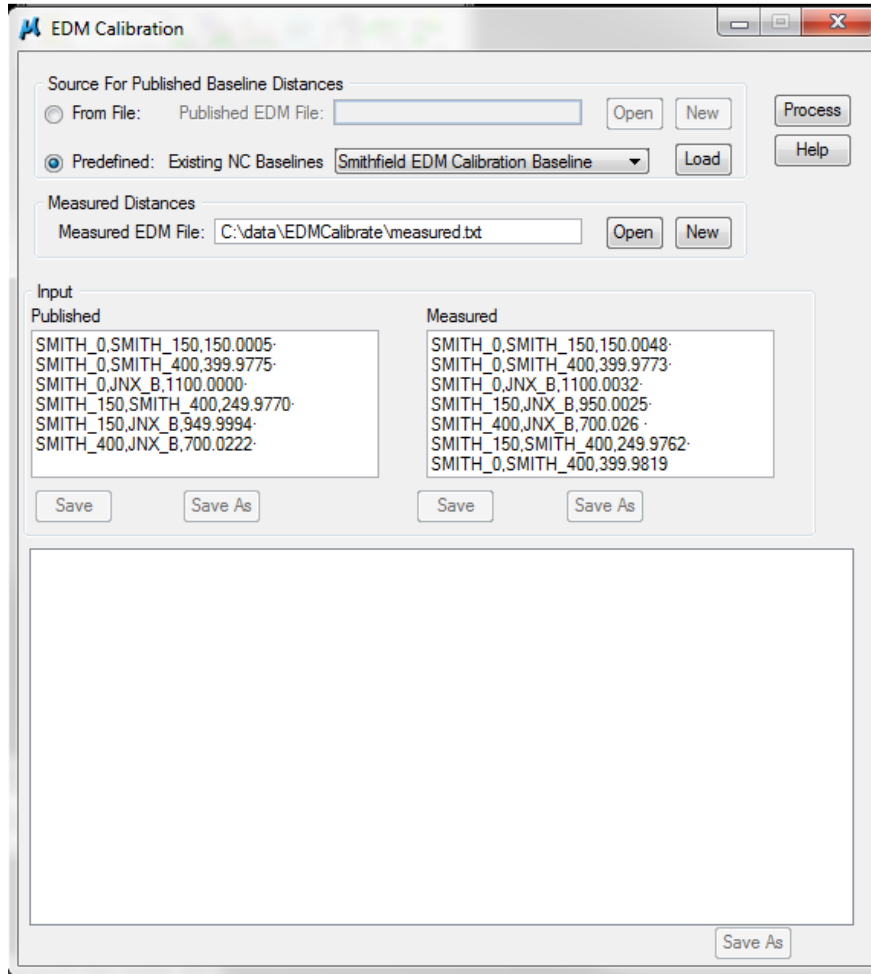 EDM Calibration
Source For Published Baseline Distances
From File: Published EDM File: Open New
Process
Predefined: Existing NC Baselines Smithfield EDM Calibration Baseline Load
Help
Measured Distances
Measured EDM File: C:\data\EDMCalibrate\measured.txt Open New
Input
Published
SMITH_0,SMITH_150,150.0005·
SMITH_0,SMITH_400,399.9775·
SMITH_0,JNX_B,1100.0000·
SMITH_150,SMITH_400,249.9770·
SMITH_150,JNX_B,949.9994·
SMITH_400,JNX_B,700.0222·
Save Save As
Measured
SMITH_0,SMITH_150,150.0048·
SMITH_0,SMITH_400,399.9773·
SMITH_0,JNX_B,1100.0032·
SMITH_150,JNX_B,950.0025·
SMITH_400,JNX_B,700.026 ·
SMITH_150,SMITH_400,249.9762·
SMITH_0,SMITH_400,399.9819
Save Save As
Save As